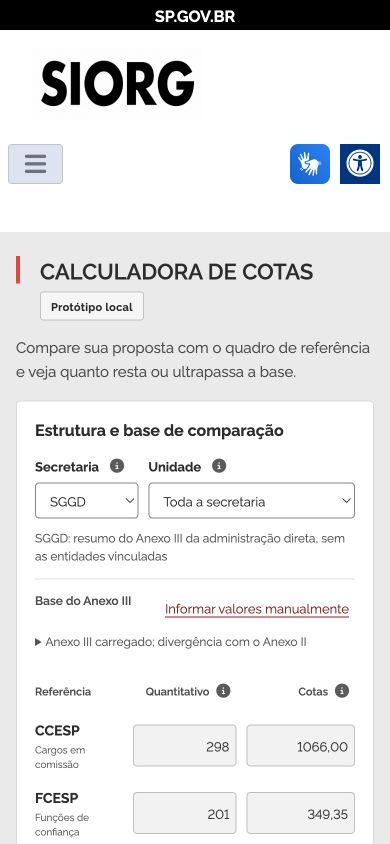 SP.GOV.BR
SIORG
CALCULADORA DE COTAS
Protótipo local
Compare sua proposta com o quadro de referência
e veja quanto resta ou ultrapassa a base.
Estrutura e base de comparação
Secretaria Unidade
SGGD Toda a secretaria
SGGD: resumo do Anexo III da administração direta, sem
as entidades vinculadas
Base do Anexo III Informar valores manualmente
Anexo III carregado; divergência com o Anexo II
Referência Quantitativo Cotas
CCESP
Cargos em
comissão
298 1066,00
FCESP
Funções de
confiança
201 349,35